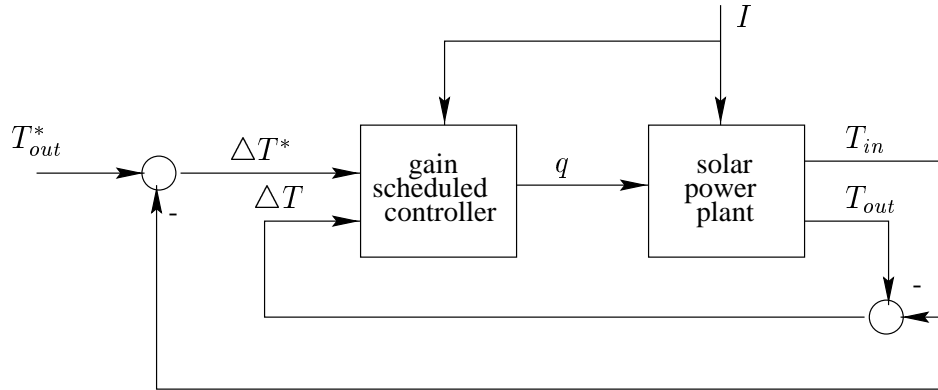 I
T*out
△T*
gain
scheduled
controller
q
solar
power
plant
Tin
△T
Tout
-
-